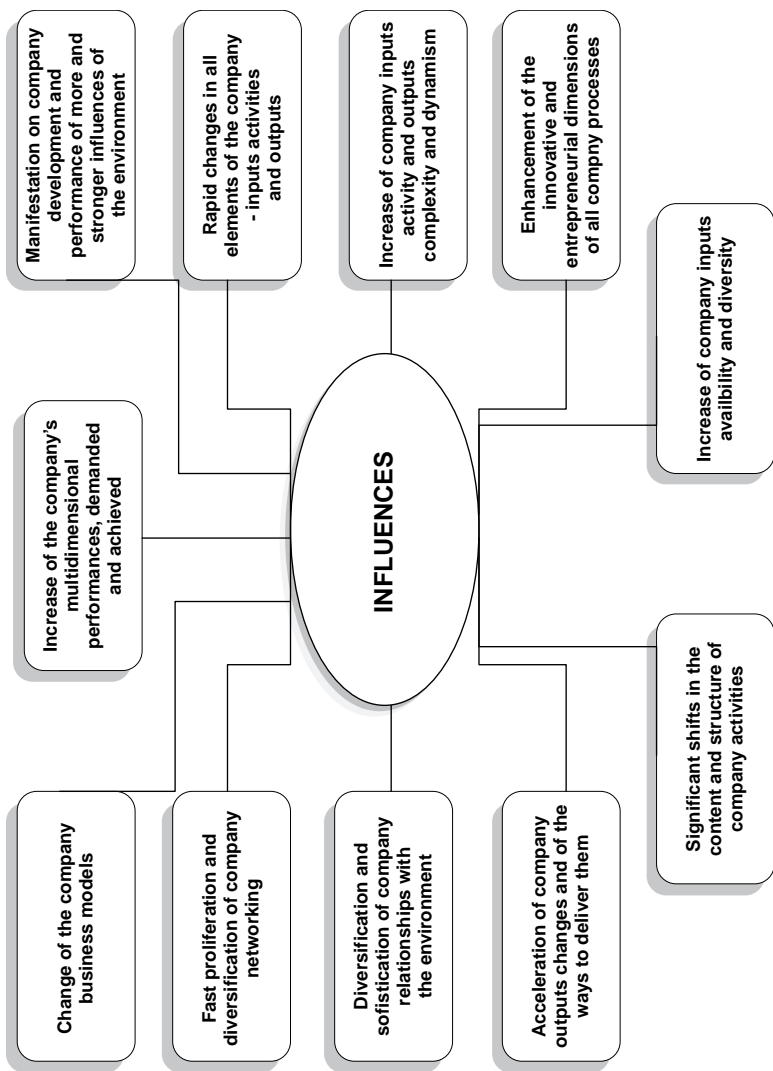 Change of the company
business models
Increase of the company's
multidimensional
performances, demanded
and achieved
Manifestation on company
development and
performance of more and
stronger influences of
the environment
Fast proliferation and
diversification of company
networking
Rapid changes in all
elements of the company
- inputs activities
and outputs
Diversification and
sofistication of company
relationships with
the environment
INFLUENCES
Increase of company inputs
activity and outputs
complexity and dynamism
Acceleration of company
outputs changes and of the
ways to deliver them
Enhancement of the
innovative and
entrepreneurial dimensions
of all compny processes
Significant shifts in the
content and structure of
company activities
Increase of company inputs
availbility and diversity